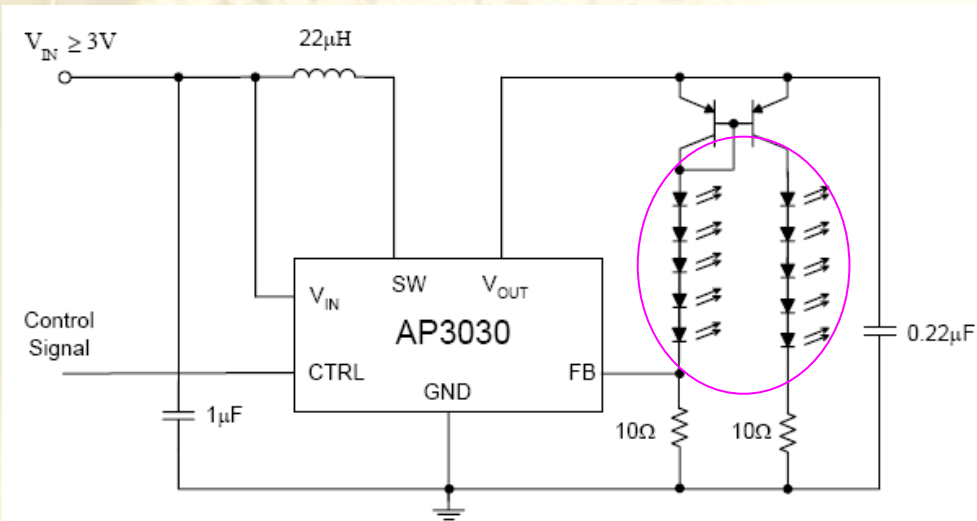 V_IN ≥ 3V
22μH
V_IN
SW
V_OUT
AP3030
Control
Signal
CTRL
FB
GND
1μF
10Ω
10Ω
0.22μF